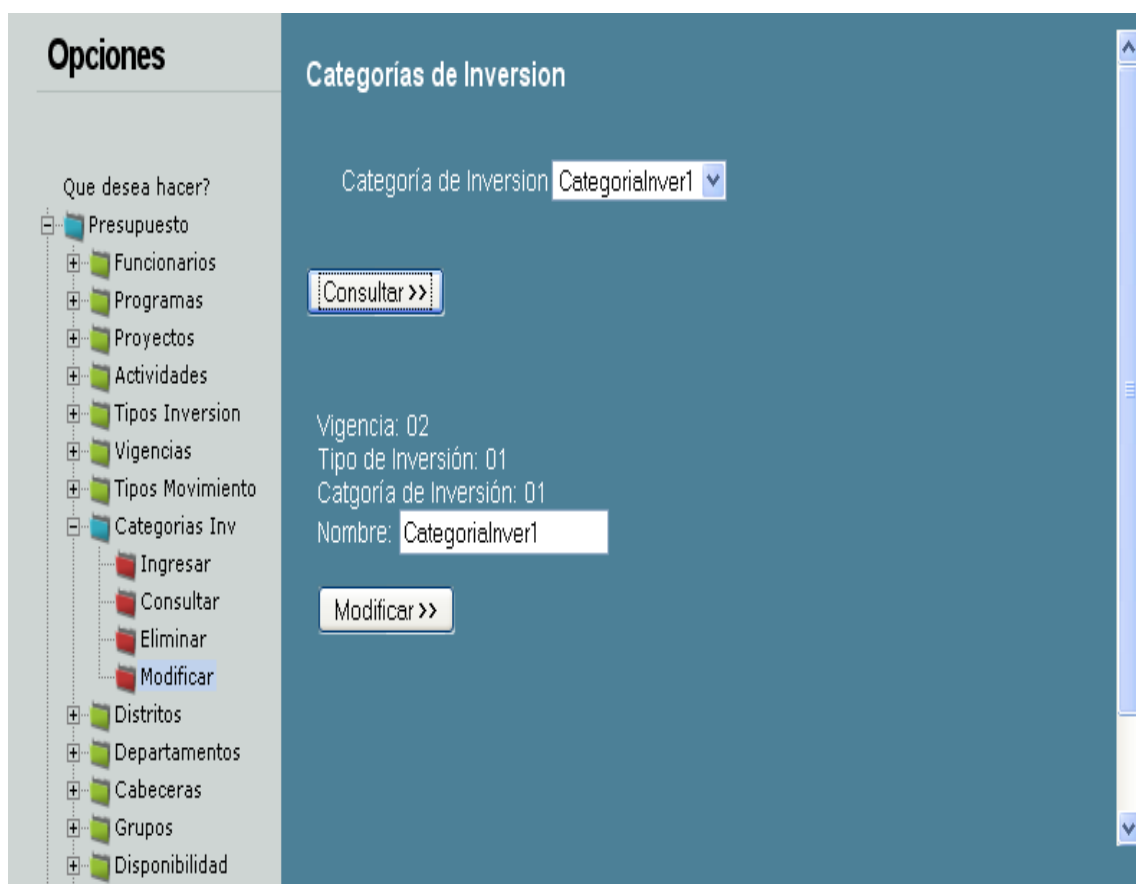 Opciones
Que desea hacer?
Presupuesto
Funcionarios
Programas
Proyectos
Actividades
Tipos Inversion
Vigencias
Tipos Movimiento
Categorias Inv
Ingresar
Consultar
Eliminar
Modificar
Distritos
Departamentos
Cabeceras
Grupos
Disponibilidad
Categorías de Inversion
Categoría de Inversion CategoriaInver1
Consultar >>
Vigencia: 02
Tipo de Inversión: 01
Catgoría de Inversión: 01
Nombre: CategoriaInver1
Modificar >>